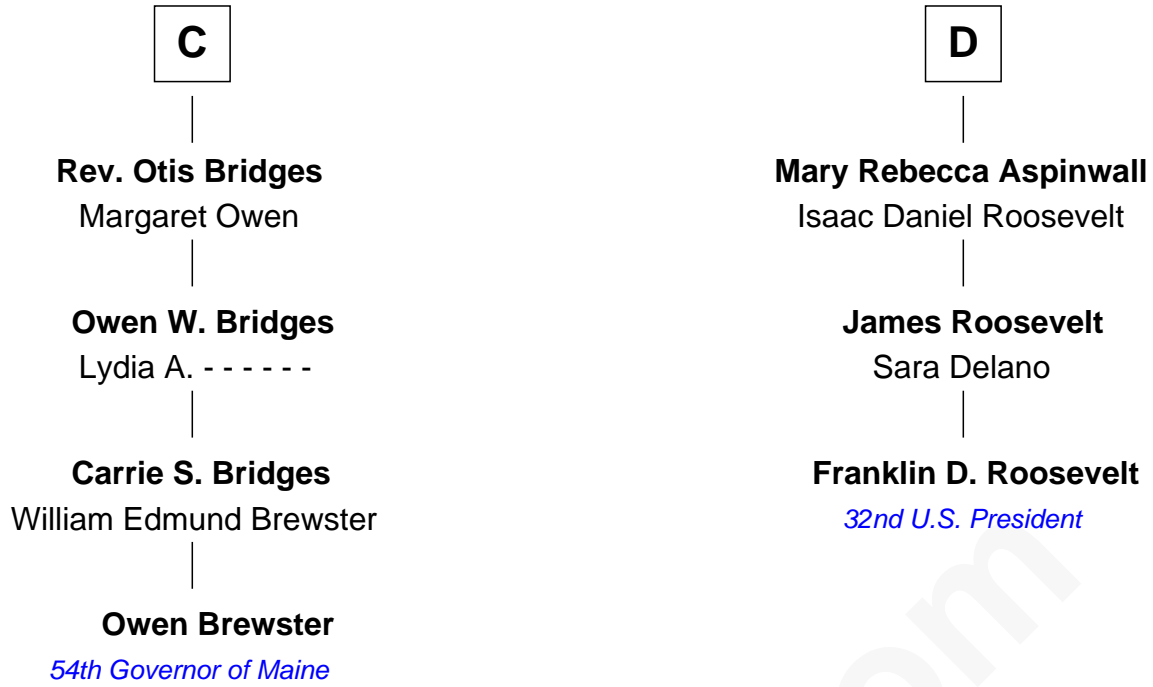 C
Rev. Otis Bridges
Margaret Owen
Owen W. Bridges
Lydia A. - - - - - -
Carrie S. Bridges
William Edmund Brewster
Owen Brewster
54th Governor of Maine
D
Mary Rebecca Aspinwall
Isaac Daniel Roosevelt
James Roosevelt
Sara Delano
Franklin D. Roosevelt
32nd U.S. President
om